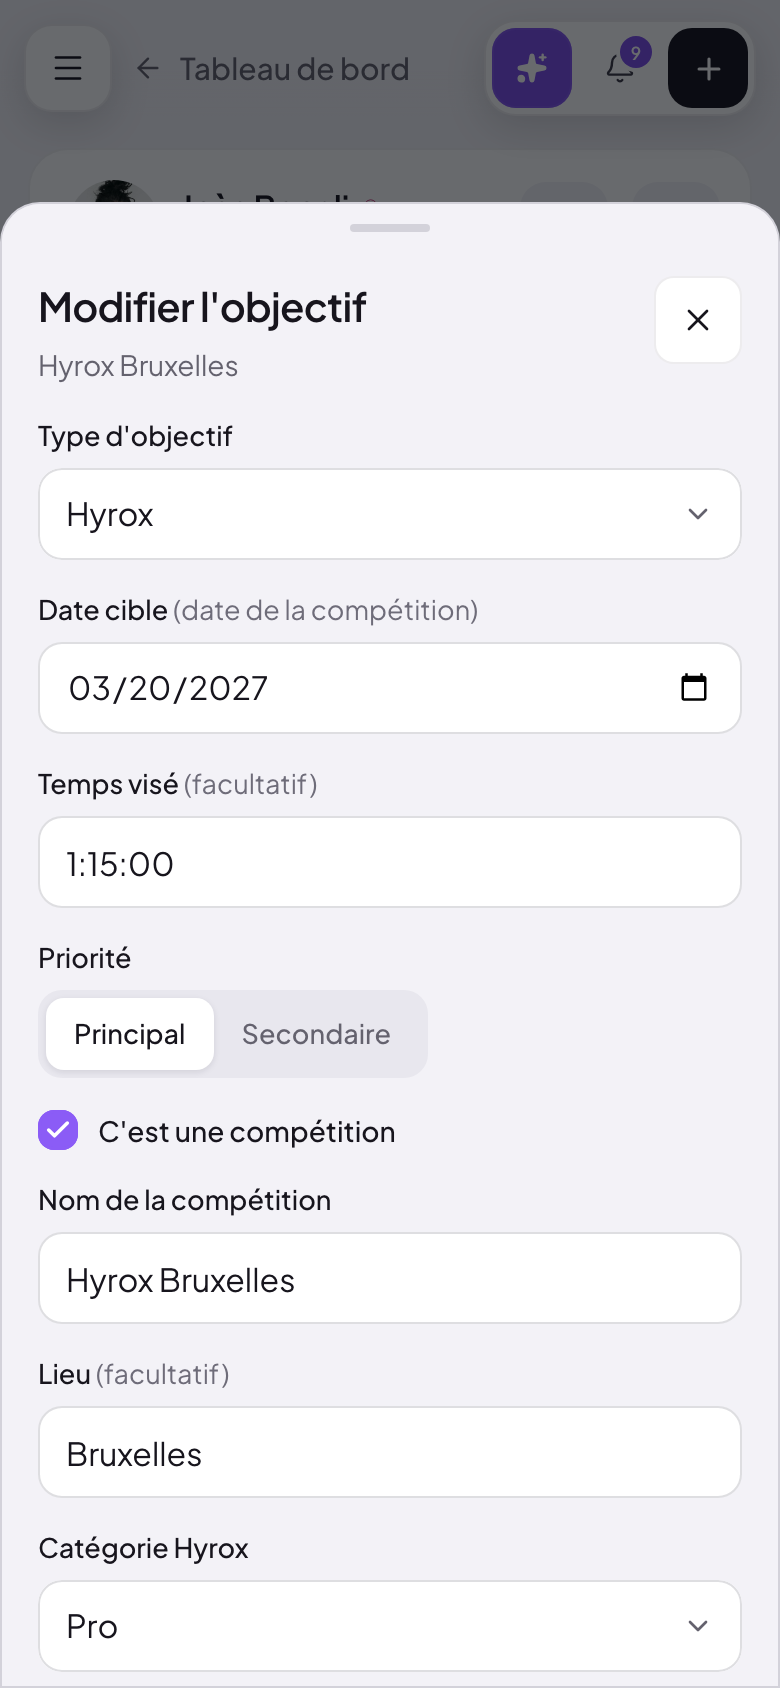 Tableau de bord
9
Modifier l'objectif
Hyrox Bruxelles
Type d'objectif
Hyrox
Date cible (date de la compétition)
03/20/2027
Temps visé (facultatif)
1:15:00
Priorité
Principal
Secondaire
C'est une compétition
Nom de la compétition
Hyrox Bruxelles
Lieu (facultatif)
Bruxelles
Catégorie Hyrox
Pro